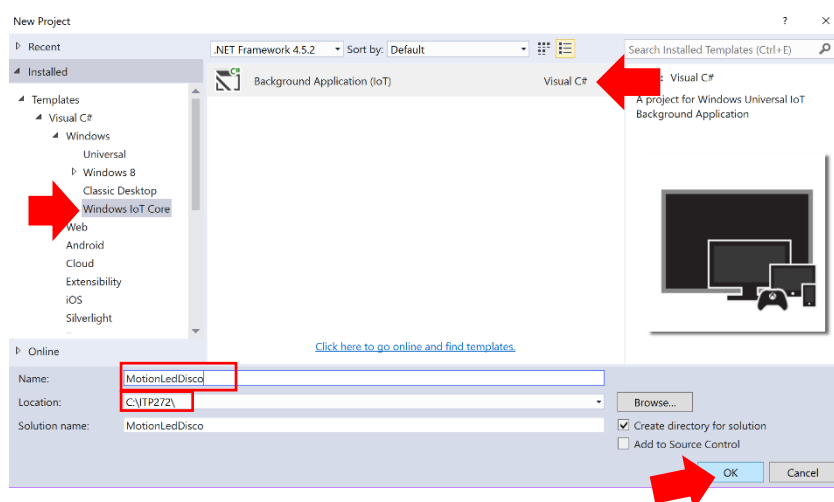 New Project ? ×
Recent
.NET Framework 4.5.2 Sort by: Default
Search Installed Templates (Ctrl+E)
Installed
Templates
Visual C#
Windows
Universal
Windows 8
Classic Desktop
Windows IoT Core
Web
Android
Cloud
Extensibility
iOS
Silverlight
Online
C#
Background Application (IoT) Visual C#
: Visual C#
A project for Windows Universal IoT
Background Application
Click here to go online and find templates.
Name: MotionLedDisco
Location: C:\ITP272\
Browse...
Solution name: MotionLedDisco
Create directory for solution
Add to Source Control
OK Cancel